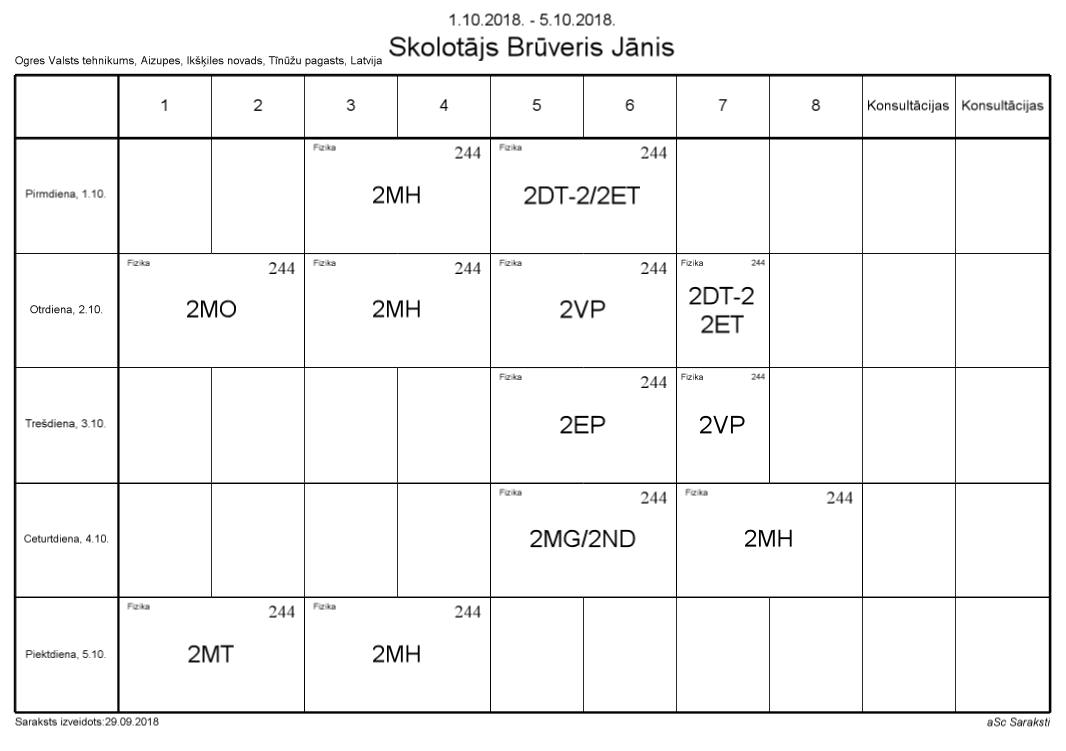 1.10.2018. - 5.10.2018.
Skolotājs Brūveris Jānis
Ogres Valsts tehnikums, Aizupes, Ikšķiles novads, Tīnūžu pagasts, Latvija
1 2 3 4 5 6 7 8 Konsultācijas Konsultācijas
Pirmdiena, 1.10.
Fizika 244
2MH
Fizika 244
2DT-2/2ET
Otrdiena, 2.10.
Fizika 244
2MO
Fizika 244
2MH
Fizika 244
2VP
Fizika 244
2DT-2
2ET
Trešdiena, 3.10.
Fizika 244
2EP
Fizika 244
2VP
Ceturtdiena, 4.10.
Fizika 244
2MG/2ND
Fizika 244
2MH
Piektdiena, 5.10.
Fizika 244
2MT
Fizika 244
2MH
Saraksts izveidots:29.09.2018
aSc Saraksti